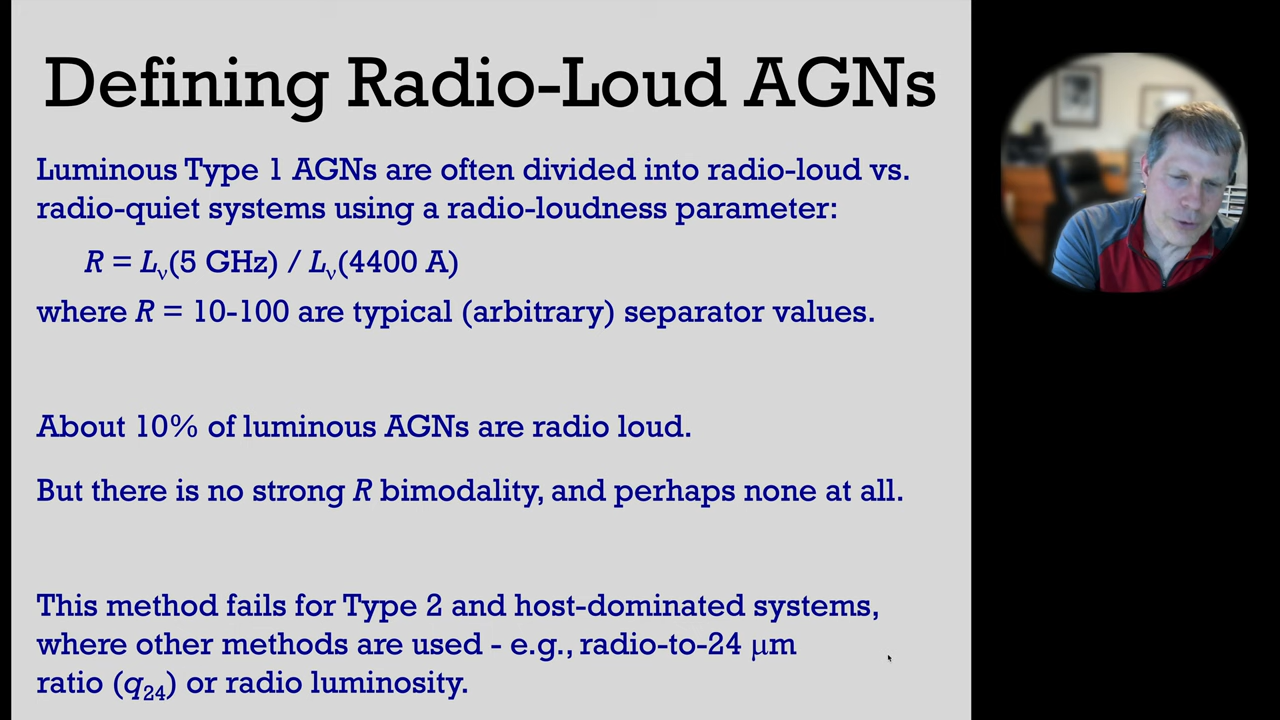 Defining Radio-Loud AGNs
Luminous Type 1 AGNs are often divided into radio-loud vs.
radio-quiet systems using a radio-loudness parameter:
R = Lν(5 GHz) / Lν(4400 A)
where R = 10-100 are typical (arbitrary) separator values.
About 10% of luminous AGNs are radio loud.
But there is no strong R bimodality, and perhaps none at all.
This method fails for Type 2 and host-dominated systems,
where other methods are used - e.g., radio-to-24 μm
ratio (q24) or radio luminosity.